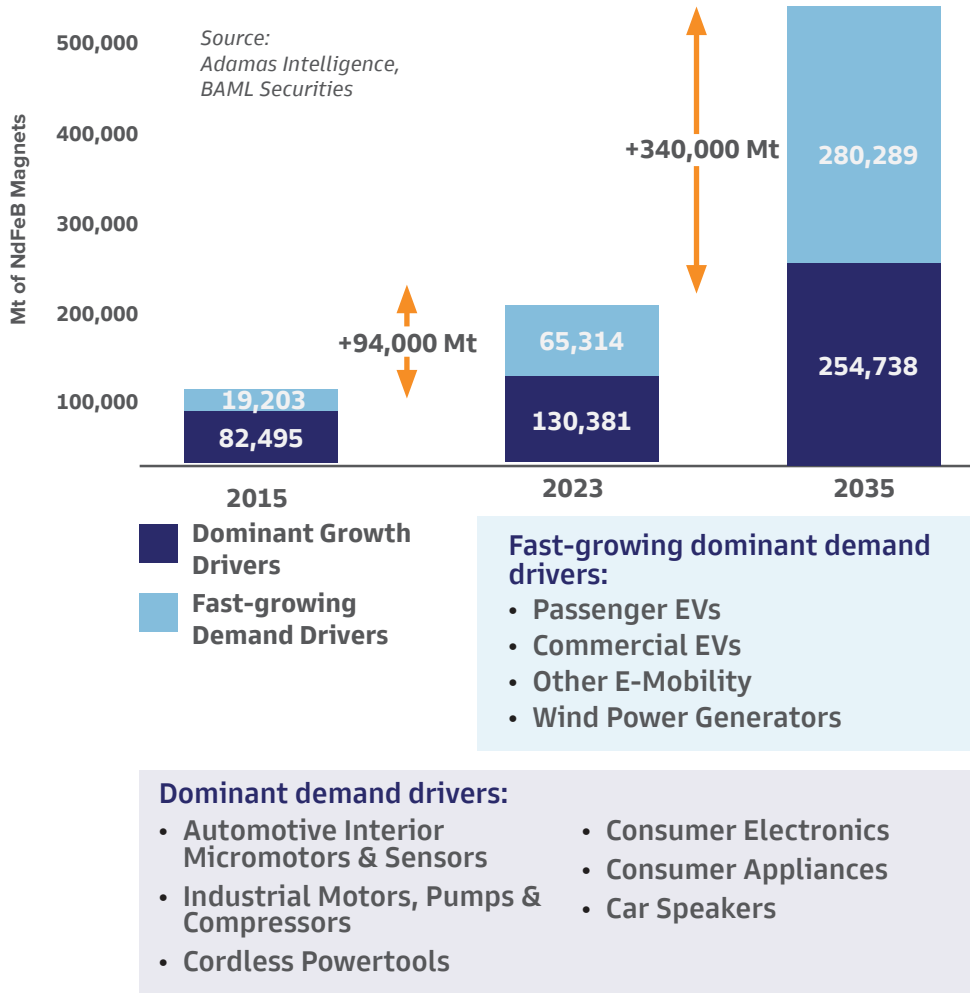 Mt of NdFeB Magnets
500,000
400,000
300,000
200,000
100,000
Source:
Adamas Intelligence,
BAML Securities
+94,000 Mt
+340,000 Mt
19,203
82,495
65,314
130,381
280,289
254,738
2015
2023
2035
Dominant Growth
Drivers
Fast-growing
Demand Drivers
Fast-growing dominant demand
drivers:
• Passenger EVs
• Commercial EVs
• Other E-Mobility
• Wind Power Generators
Dominant demand drivers:
• Automotive Interior
Micromotors & Sensors
• Industrial Motors, Pumps &
Compressors
• Cordless Powertools
• Consumer Electronics
• Consumer Appliances
• Car Speakers